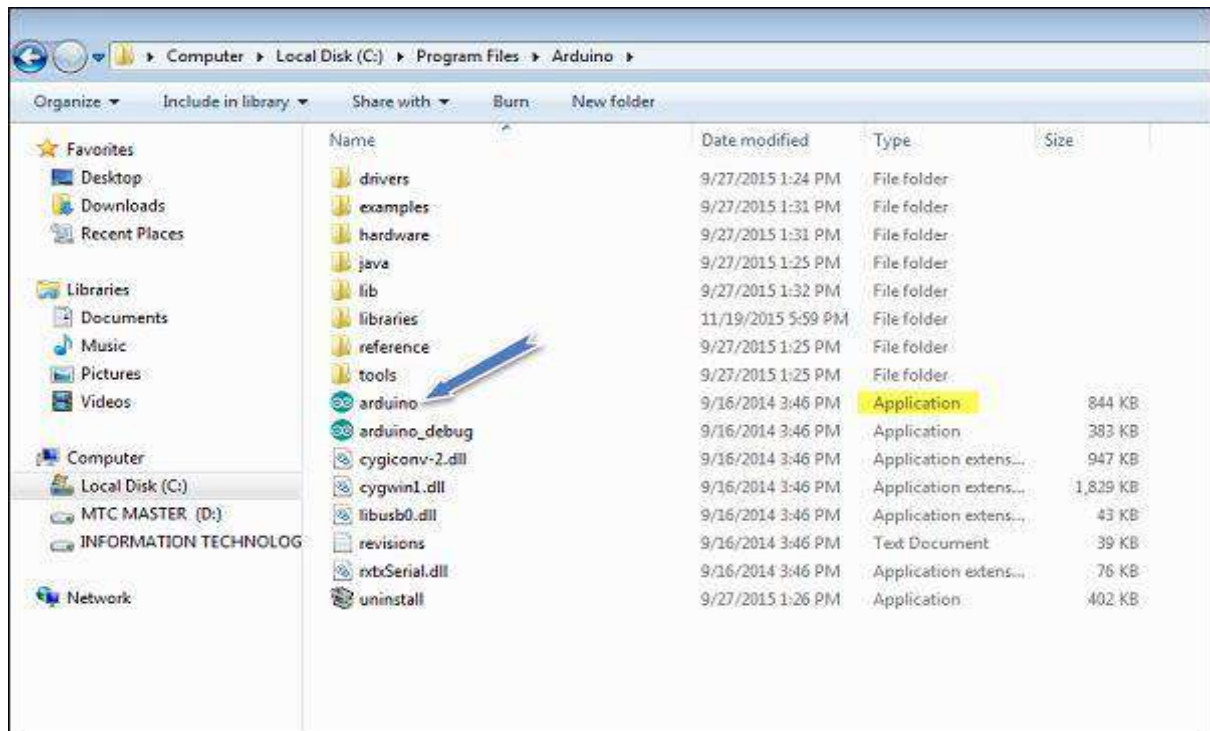 Computer Local Disk (C:) Program Files Arduino
Organize Include in library Share with Burn New folder
Favorites
Desktop
Downloads
Recent Places
Libraries
Documents
Music
Pictures
Videos
Computer
Local Disk (C:)
MTC MASTER (D:)
INFORMATION TECHNOLOG
Network
Name Date modified Type Size
drivers 9/27/2015 1:24 PM File folder
examples 9/27/2015 1:31 PM File folder
hardware 9/27/2015 1:31 PM File folder
java 9/27/2015 1:25 PM File folder
lib 9/27/2015 1:32 PM File folder
libraries 11/19/2015 5:59 PM File folder
reference 9/27/2015 1:25 PM File folder
tools 9/27/2015 1:25 PM File folder
arduino 9/16/2014 3:46 PM Application 844 KB
arduino_debug 9/16/2014 3:46 PM Application 383 KB
cygiconv-2.dll 9/16/2014 3:46 PM Application extens... 947 KB
cygwin1.dll 9/16/2014 3:46 PM Application extens... 1,829 KB
libusb0.dll 9/16/2014 3:46 PM Application extens... 43 KB
revisions 9/16/2014 3:46 PM Text Document 39 KB
rxtxSerial.dll 9/16/2014 3:46 PM Application extens... 76 KB
uninstall 9/27/2015 1:26 PM Application 402 KB